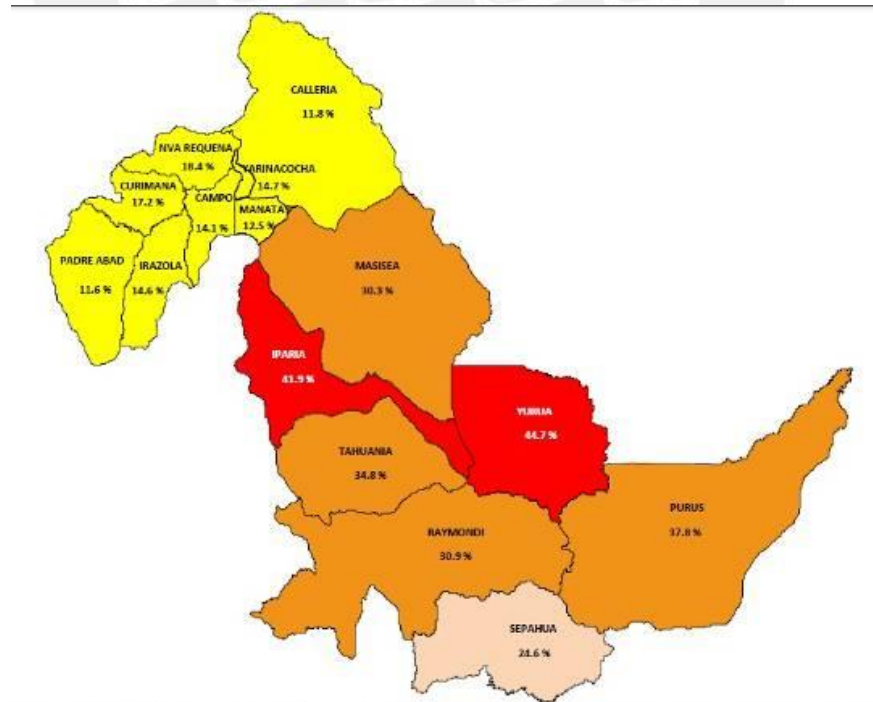 CALLERIA
11.8 %
NVA REQUENA
18.4 %
YARINACOCHA
14.7 %
CURIMANA
17.2 %
CAMPO
14.1 %
MANATA
12.5 %
PADRE ABAD
11.6 %
IRAZOLA
14.6 %
MASISEA
30.3 %
IPARIA
41.9 %
YURUA
44.7 %
TAHUANIA
34.8 %
PURUS
37.8 %
RAYMONDI
30.9 %
SEPAHUA
24.6 %